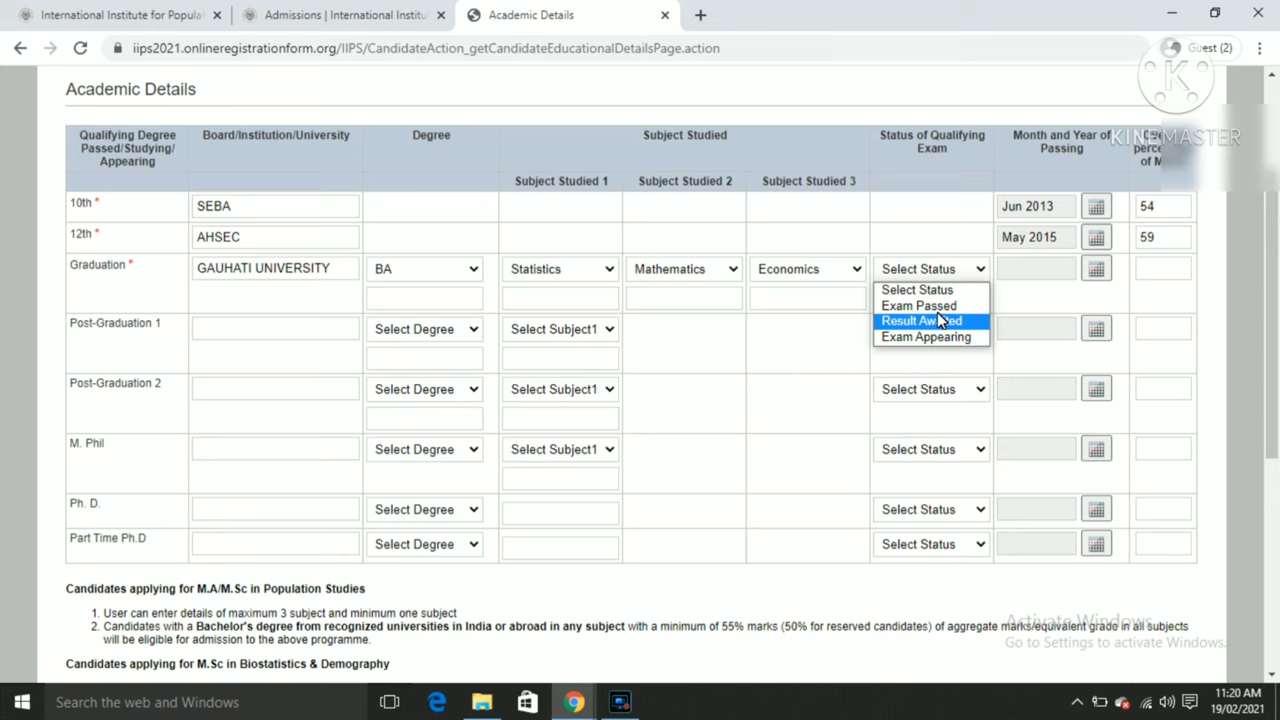 International Institute for Populat
Admissions | International Institu
Academic Details
iips2021.onlineregistrationform.org/IIPS/CandidateAction_getCandidateEducationalDetailsPage.action
Guest (2)
K
KINEMASTER
Academic Details
Qualifying Degree Passed/Studying/ Appearing
Board/Institution/University
Degree
Subject Studied
Status of Qualifying Exam
Month and Year of Passing
perce
of M
Subject Studied 1
Subject Studied 2
Subject Studied 3
10th *
SEBA
Jun 2013
54
12th *
AHSEC
May 2015
59
Graduation *
GAUHATI UNIVERSITY
BA
Statistics
Mathematics
Economics
Select Status
Select Status
Exam Passed
Result Awaited
Exam Appearing
Post-Graduation 1
Select Degree
Select Subject1
Post-Graduation 2
Select Degree
Select Subject1
Select Status
M. Phil
Select Degree
Select Subject1
Select Status
Ph. D.
Select Degree
Select Status
Part Time Ph.D
Select Degree
Select Status
Candidates applying for M.A/M.Sc in Population Studies
1. User can enter details of maximum 3 subject and minimum one subject
2. Candidates with a Bachelor's degree from recognized universities in India or abroad in any subject with a minimum of 55% marks (50% for reserved candidates) of aggregate marks/equivalent grade in all subjects
will be eligible for admission to the above programme.
Activate Windows
Go to Settings to activate Windows.
Candidates applying for M.Sc in Biostatistics & Demography
Search the web and Windows
11:20 AM
19/02/2021